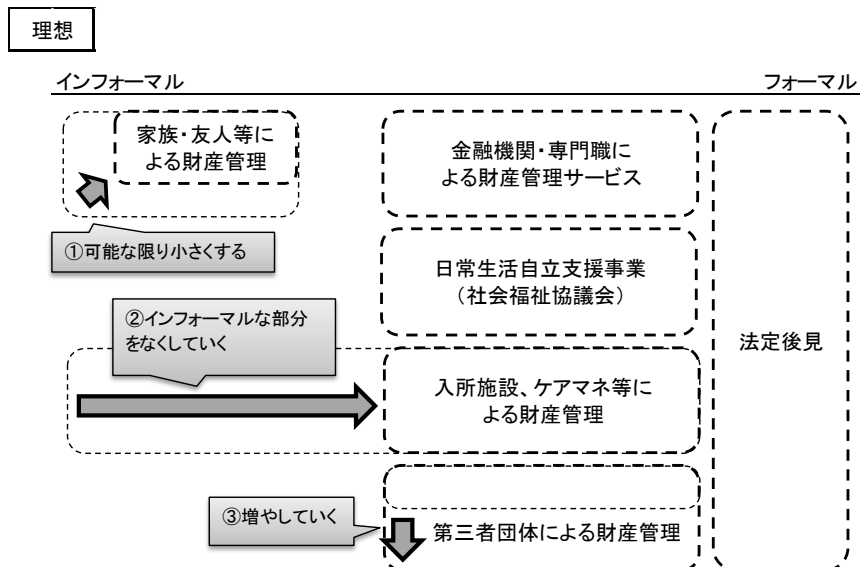 理想
インフォーマル
フォーマル
家族・友人等に
よる財産管理
金融機関・専門職に
よる財産管理サービス
①可能な限り小さくする
日常生活自立支援事業
（社会福祉協議会）
②インフォーマルな部分
をなくしていく
法定後見
入所施設、ケアマネ等に
よる財産管理
③増やしていく
第三者団体による財産管理